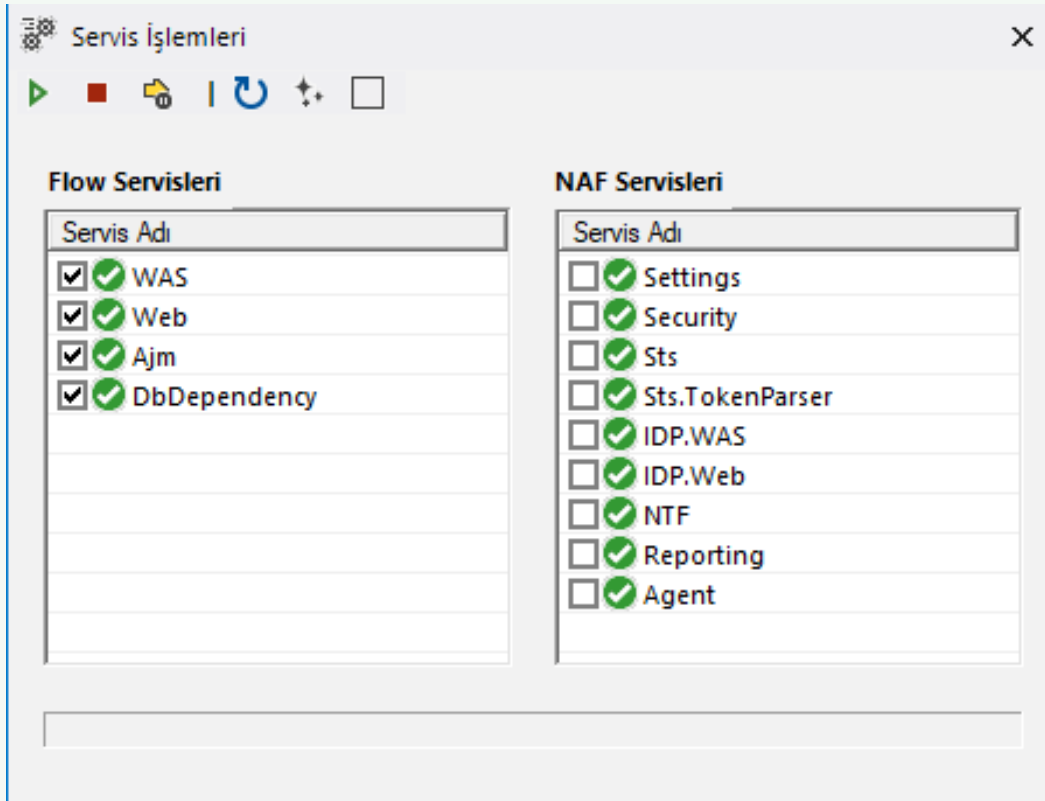 Servis İşlemleri
Flow Servisleri
Servis Adı
WAS
Web
Ajm
DbDependency
NAF Servisleri
Servis Adı
Settings
Security
Sts
Sts.TokenParser
IDP.WAS
IDP.Web
NTF
Reporting
Agent